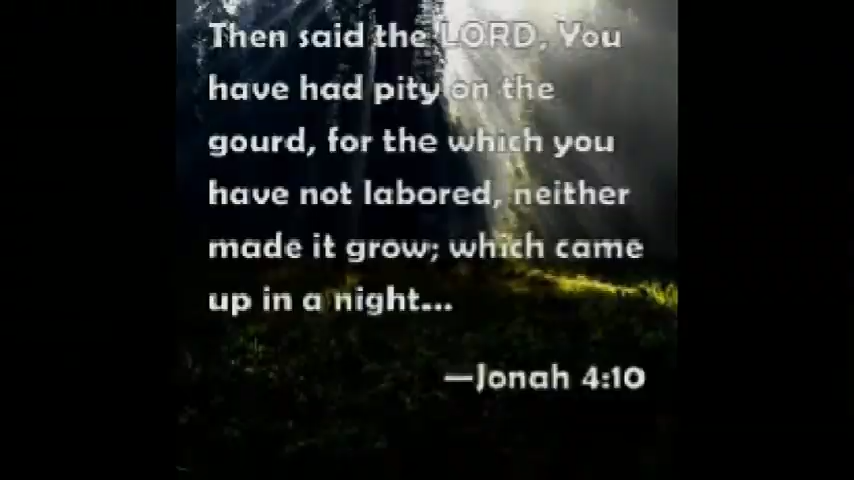 Then said the LORD, You
have had pity on the
gourd, for the which you
have not labored, neither
made it grow; which came
up in a night...
—Jonah 4:10